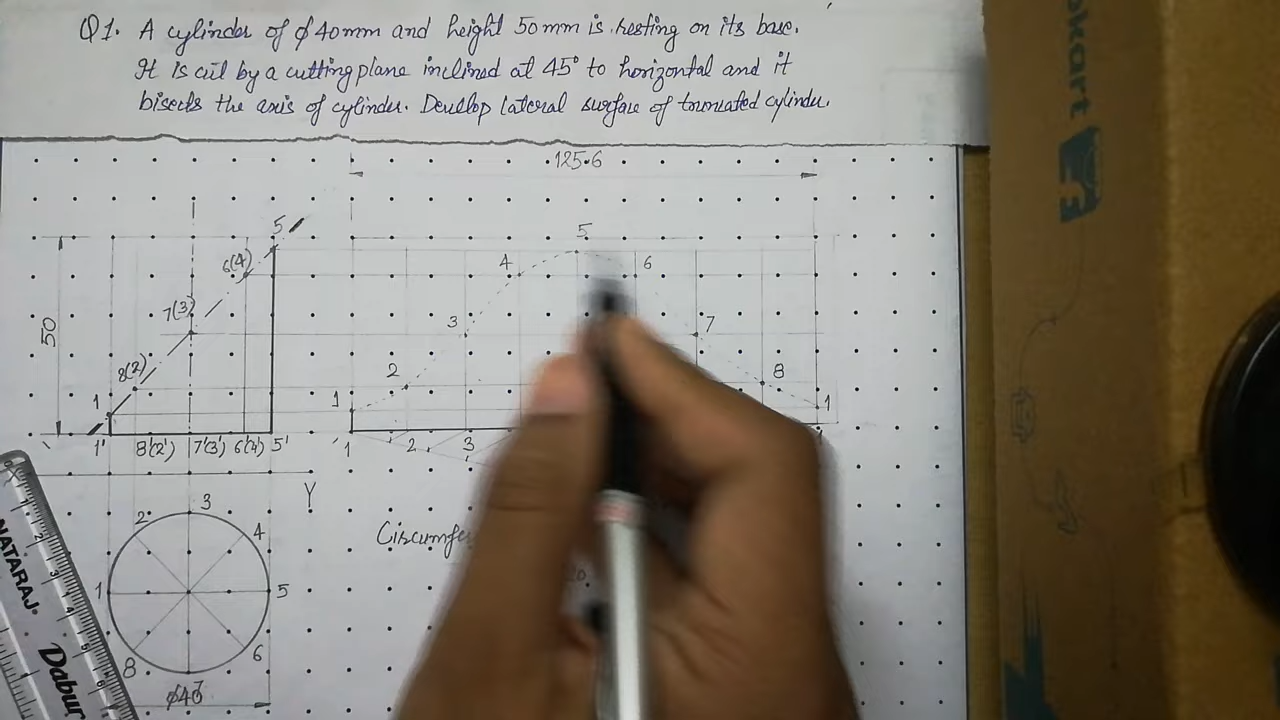 Q1. A cylinder of ϕ40mm and height 50mm is resting on its base.
It is cut by a cutting plane inclined at 45° to horizontal and it
bisects the axis of cylinder. Develop lateral surface of truncated cylinder.
125.6
5
5
6(4)
4
6
7(3)
3
7
50
8(2)
2
8
1
1
1
1' 8'(2') 7'(3') 6'(4') 5'
1 2 3
1
Y
3
2
4
1
5
8
6
7
ϕ40
NATARAJ
Dabur
okart